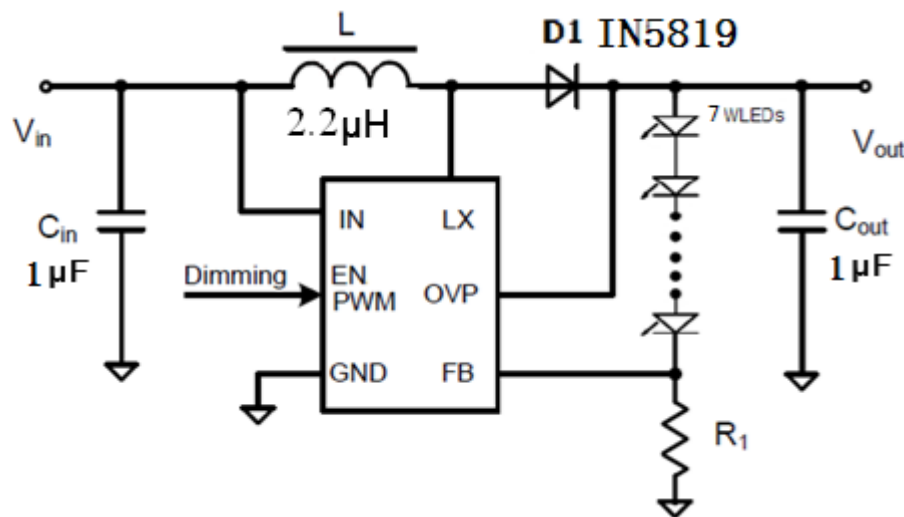 L
D1 IN5819
2.2μH
7 WLEDs
Vin
Vout
Cin
1μF
IN
LX
Cout
1μF
Dimming
EN
PWM
OVP
GND
FB
R1